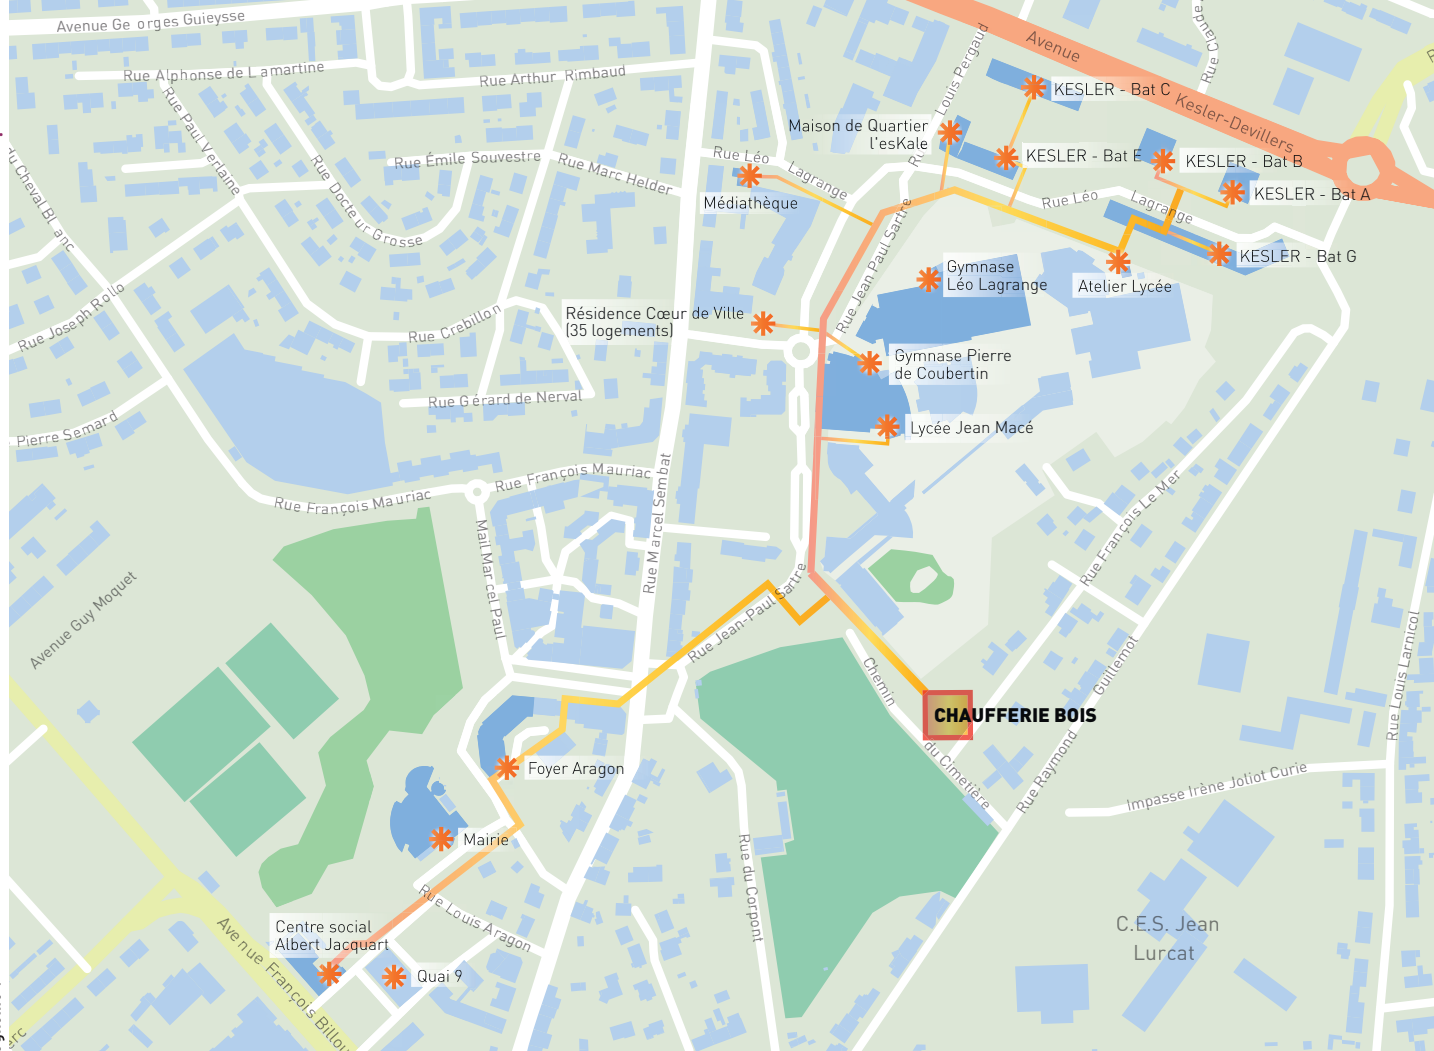 Avenue Ge orges Guieysse
Rue Alphonse de Lamartine
Rue Arthur Rimbaud
Rue Paul Verlaine
Rue Docteur Grosse
Rue Émile Souvestre
Rue Marc Helder
du Cheval Blanc
Rue Joseph Rollo
Rue Crebillon
Rue Gérard de Nerval
Pierre Semard
Rue François Mauriac
Rue François Mauriac
Mail Marcel Paul
Rue Marcel Sembat
Avenue Guy Moquet
Rue Léo
Lagrange
Médiathèque
Maison de Quartier
l'esKale
Louis Pergaud
Avenue
Kesler-Devillers
Rue Claude
KESLER - Bat C
KESLER - Bat E
KESLER - Bat B
KESLER - Bat A
KESLER - Bat G
Rue Léo
Lagrange
Atelier Lycée
Rue Jean Paul Sartre
Gymnase
Léo Lagrange
Résidence Cœur de Ville
(35 logements)
Gymnase Pierre
de Coubertin
Lycée Jean Macé
Rue François Le Mer
Rue Jean-Paul Sartre
Chemin
du Cimetière
CHAUFFERIE BOIS
Rue Raymond
Guillemot
Rue Louis Larnicol
Impasse Irène Joliot Curie
Foyer Aragon
Mairie
Rue Louis Aragon
Rue du Corpont
Centre social
Albert Jacquart
Quai 9
Avenue François Billou
C.E.S. Jean
Lurcat
erc